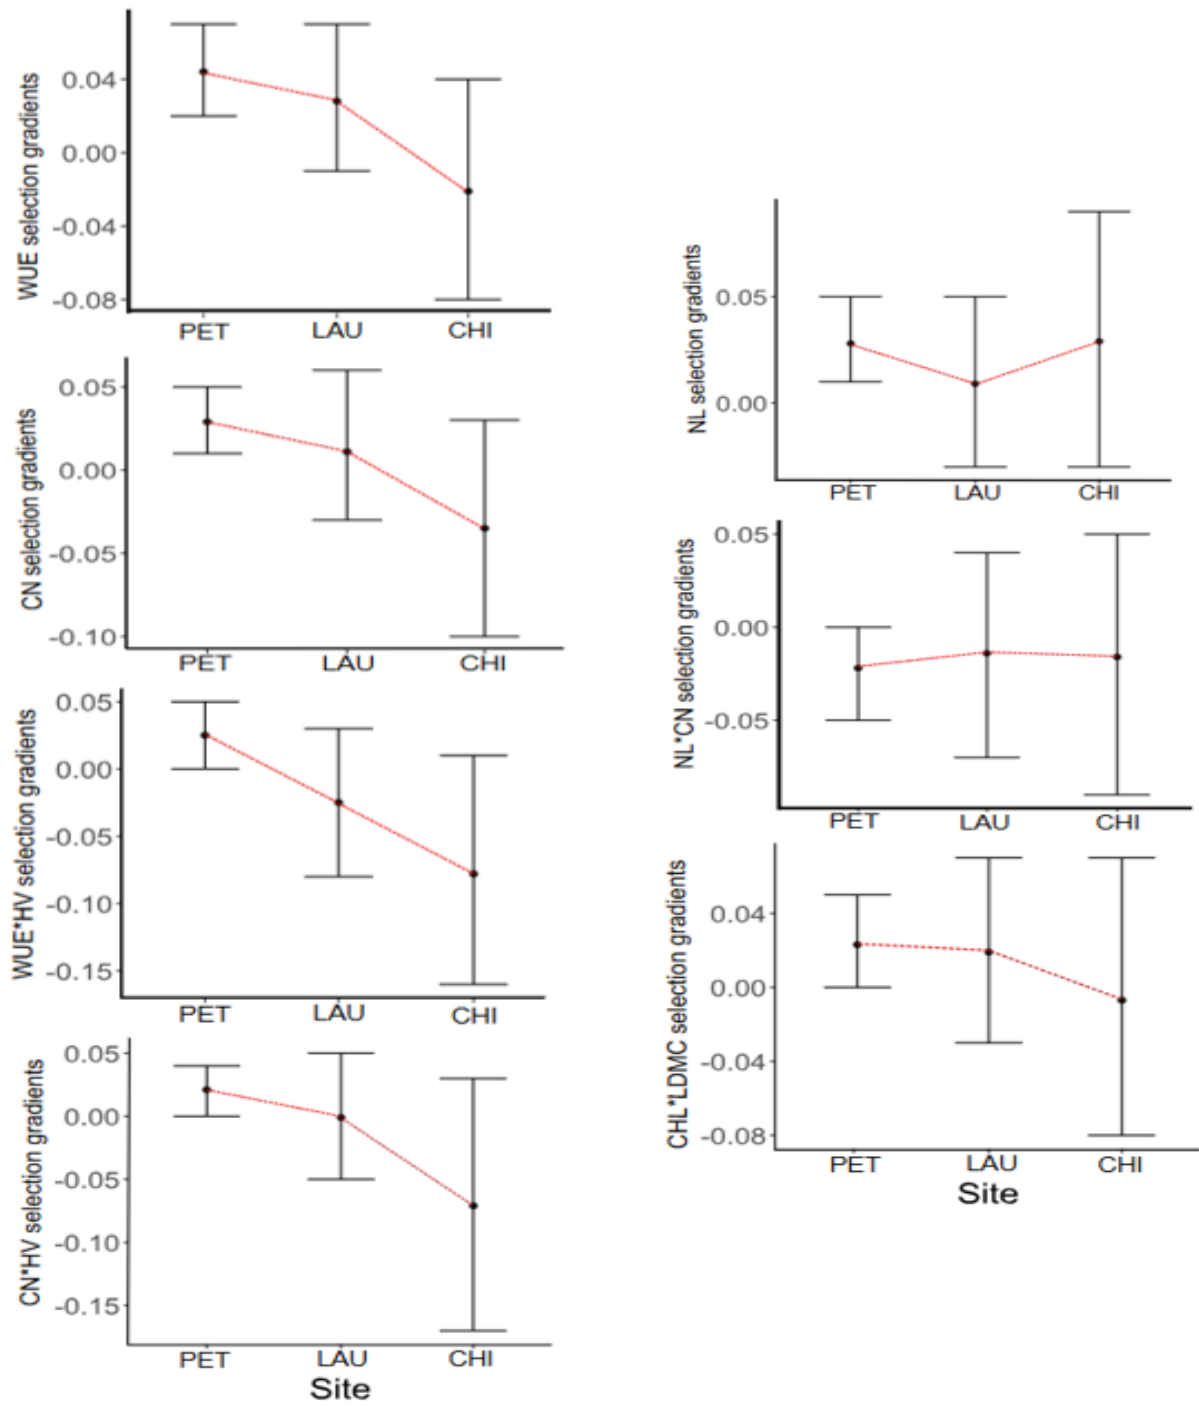 WUE selection gradients
0.04
0.00
-0.04
-0.08
PET LAU CHI
CN selection gradients
0.05
0.00
-0.05
-0.10
PET LAU CHI
WUE*HV selection gradients
0.05
0.00
-0.05
-0.10
-0.15
PET LAU CHI
CN*HV selection gradients
0.05
0.00
-0.05
-0.10
-0.15
PET LAU CHI
Site
NL selection gradients
0.05
0.00
PET LAU CHI
NL*CN selection gradients
0.05
0.00
-0.05
PET LAU CHI
CHL*LDMC selection gradients
0.04
0.00
-0.04
-0.08
PET LAU CHI
Site